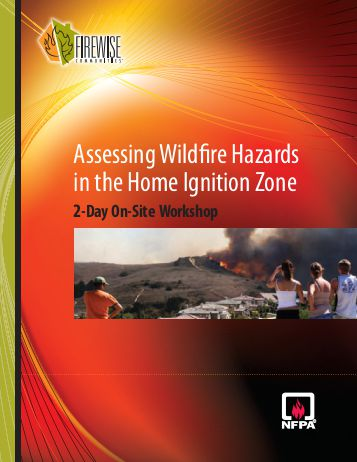 FIREWISE
COMMUNITIES
Assessing Wildfire Hazards
in the Home Ignition Zone
2-Day On-Site Workshop
NFPA®